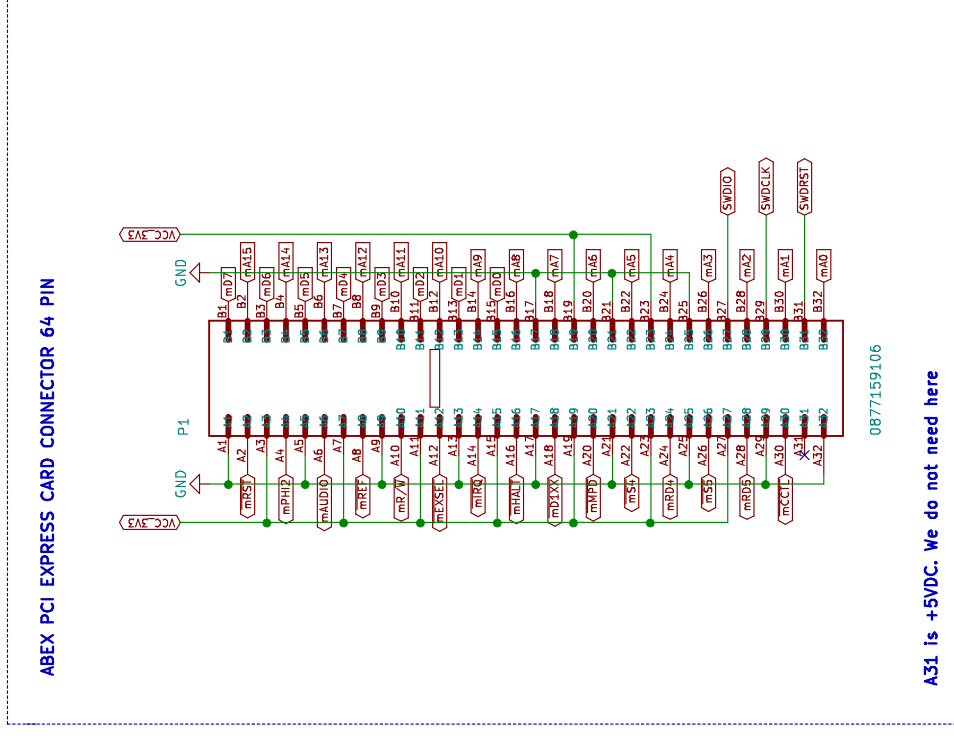 ABEX PCI EXPRESS CARD CONNECTOR 64 PIN
VCC_3V3
GND
SWDIO
SWDCLK
SWDRST
mD7
mA15
mD6
mA14
mD5
mA13
mD4
mA12
mD3
mA11
mD2
mA10
mD1
mA9
mD0
mA8
mA7
mA6
mA5
mA4
mA3
mA2
mA1
mA0
B1
B2
B3
B4
B5
B6
B7
B8
B9
B10
B11
B12
B13
B14
B15
B16
B17
B18
B19
B20
B21
B22
B23
B24
B25
B26
B27
B28
B29
B30
B31
B32
P1
0877159106
A1
A2
A3
A4
A5
A6
A7
A8
A9
A10
A11
A12
A13
A14
A15
A16
A17
A18
A19
A20
A21
A22
A23
A24
A25
A26
A27
A28
A29
A30
A31
A32
GND
VCC_3V3
mRST
mPHI2
mAUDIO
mREF
mR/W
mEXSEL
mIRQ
mHALT
mD1XX
mMPD
mS4
mRD4
mS5
mRD5
mCCTL
A31 is +5VDC. We do not need here